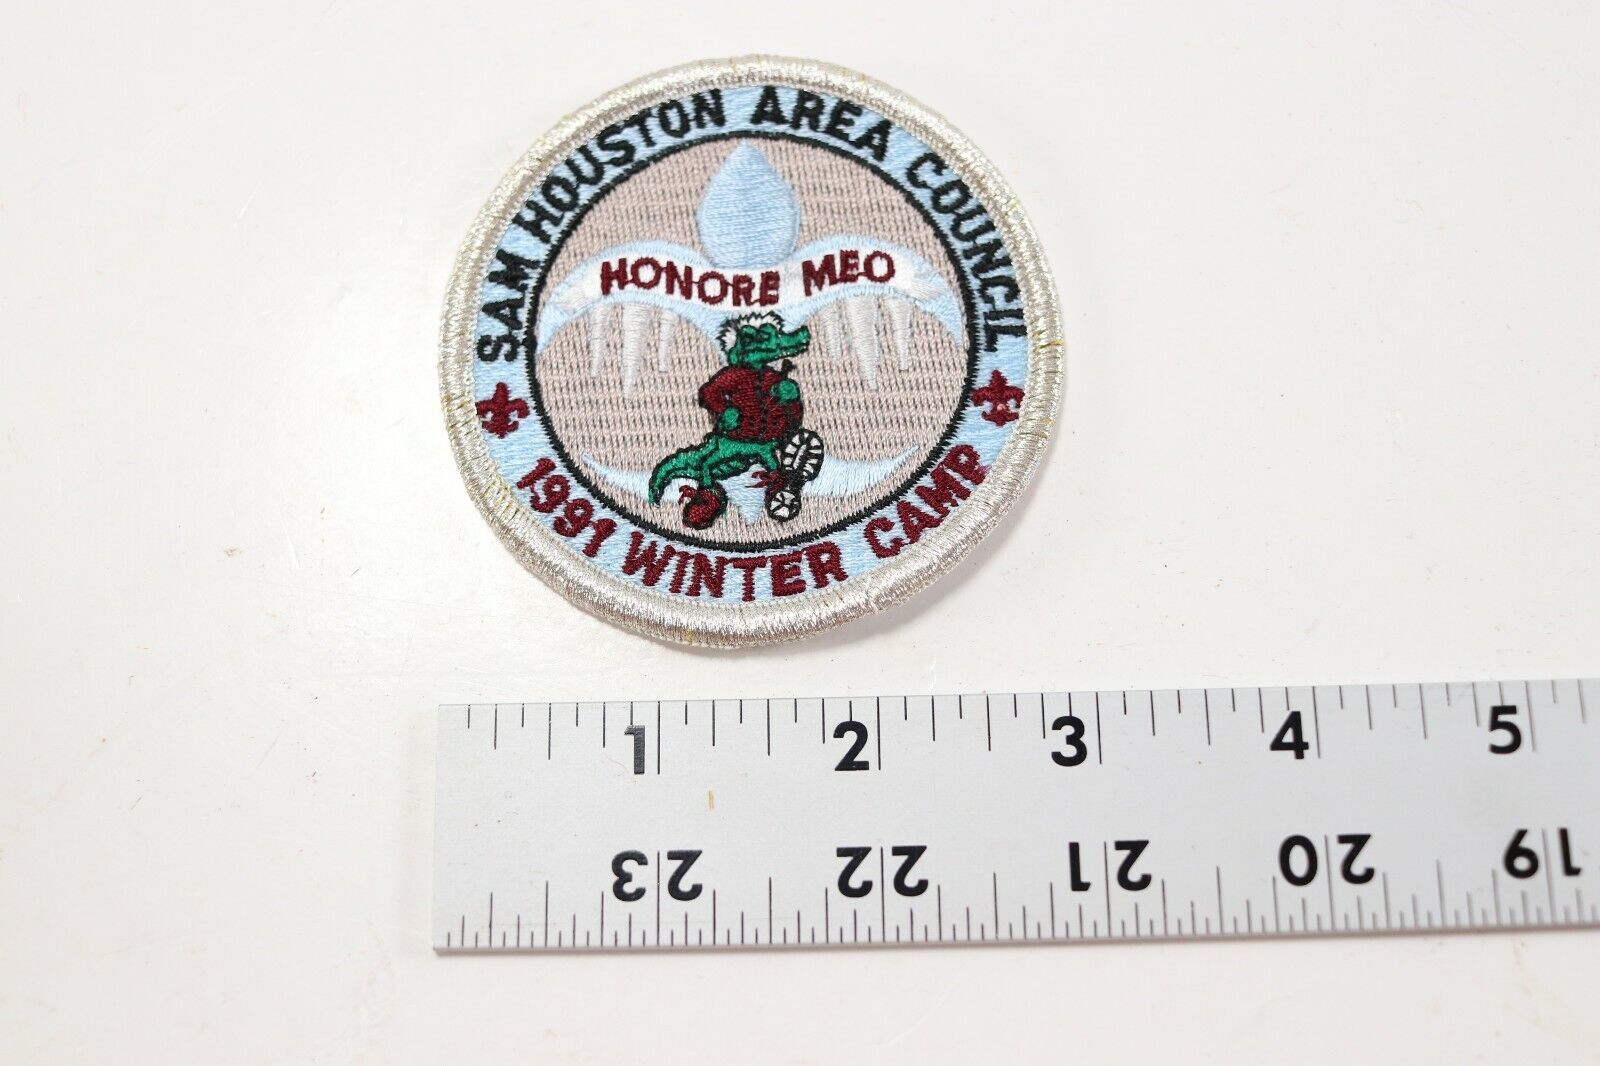 SAM HOUSTON AREA COUNCIL
HONORE MEO
1991 WINTER CAMP
1 2 3 4 5
23 22 21 20 19